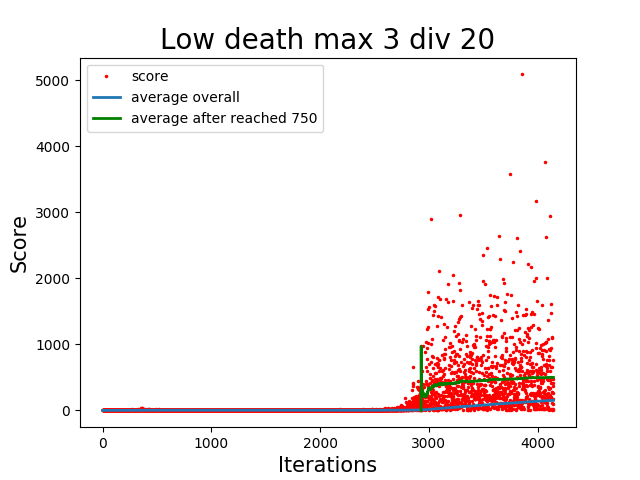 Low death max 3 div 20
score
average overall
average after reached 750
5000
4000
3000
2000
1000
0
Score
0
1000
2000
3000
4000
Iterations